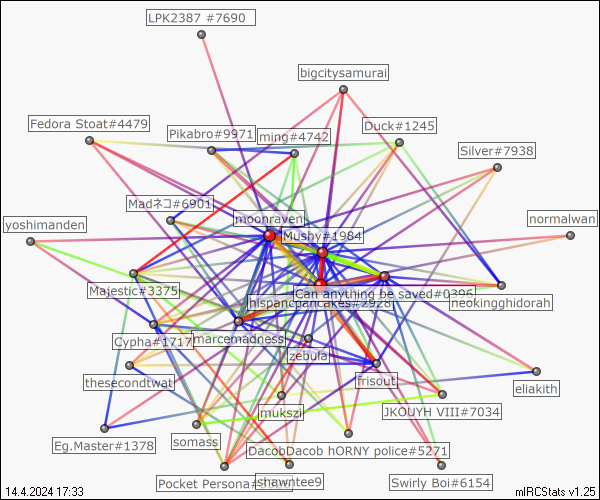 LPK2387 #7690
bigcitysamurai
Fedora Stoat#4479
Duck#1245
Pikabro#9971
ming#4742
Silver#7938
Madネコ#6901
moonraven
yoshimanden
normalwan
Mushy#1984
Majestic#3375
Can anything be saved#0396
hispancpancakes#2928
neokingghidorah
Cypha#1717
marcemadness
zebula
thesecondtwat
frisout
eliakith
mukszi
JKOUYH VIII#7034
Eg.Master#1378
somass
DacobDacob hORNY police#5271
Pocket Persona
shawntee9
Swirly Boi#6154
14.4.2024 17:33
mIRCStats v1.25